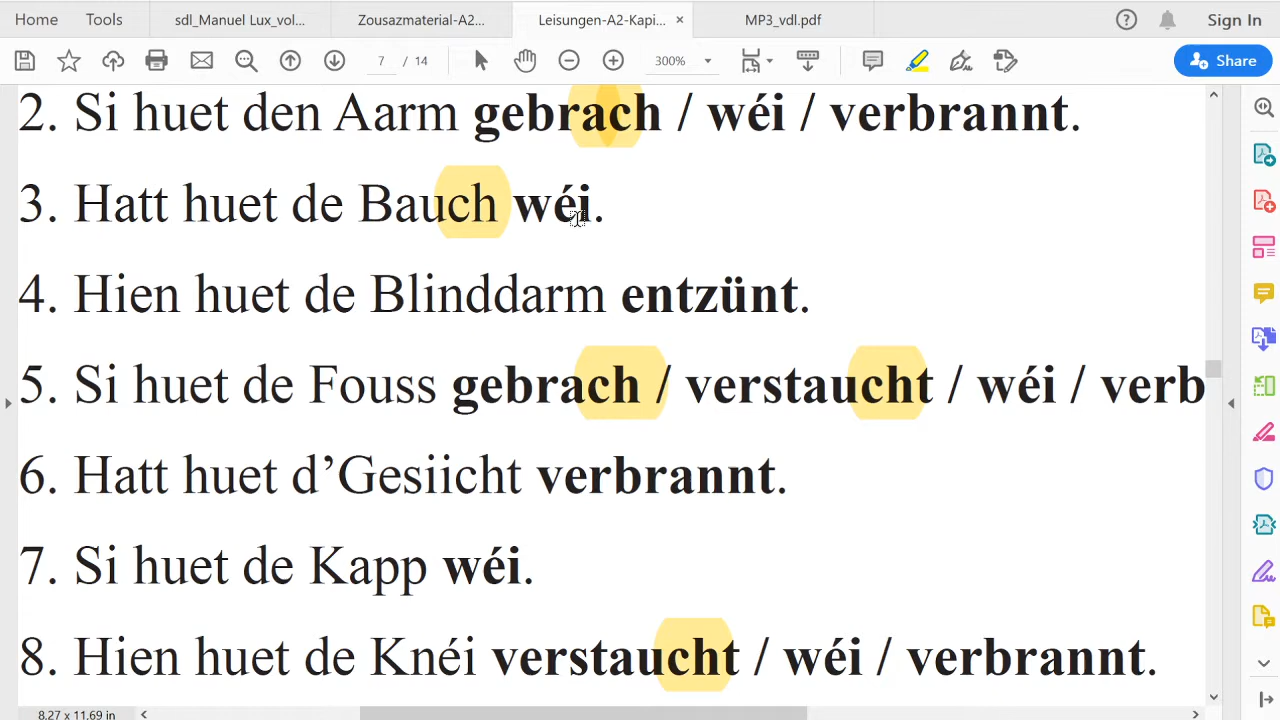 Home Tools sdl_Manuel Lux_vol... Zousazmaterial-A2... Leisungen-A2-Kapi... × MP3_vdl.pdf Sign In
7 / 14 300% Share
2. Si huet den Aarm gebrach / wéi / verbrannt.
3. Hatt huet de Bauch wéi.
4. Hien huet de Blinddarm entzünt.
5. Si huet de Fouss gebrach / verstaucht / wéi / verb
6. Hatt huet d’Gesiicht verbrannt.
7. Si huet de Kapp wéi.
8. Hien huet de Knéi verstaucht / wéi / verbrannt.
8.27 x 11.69 in